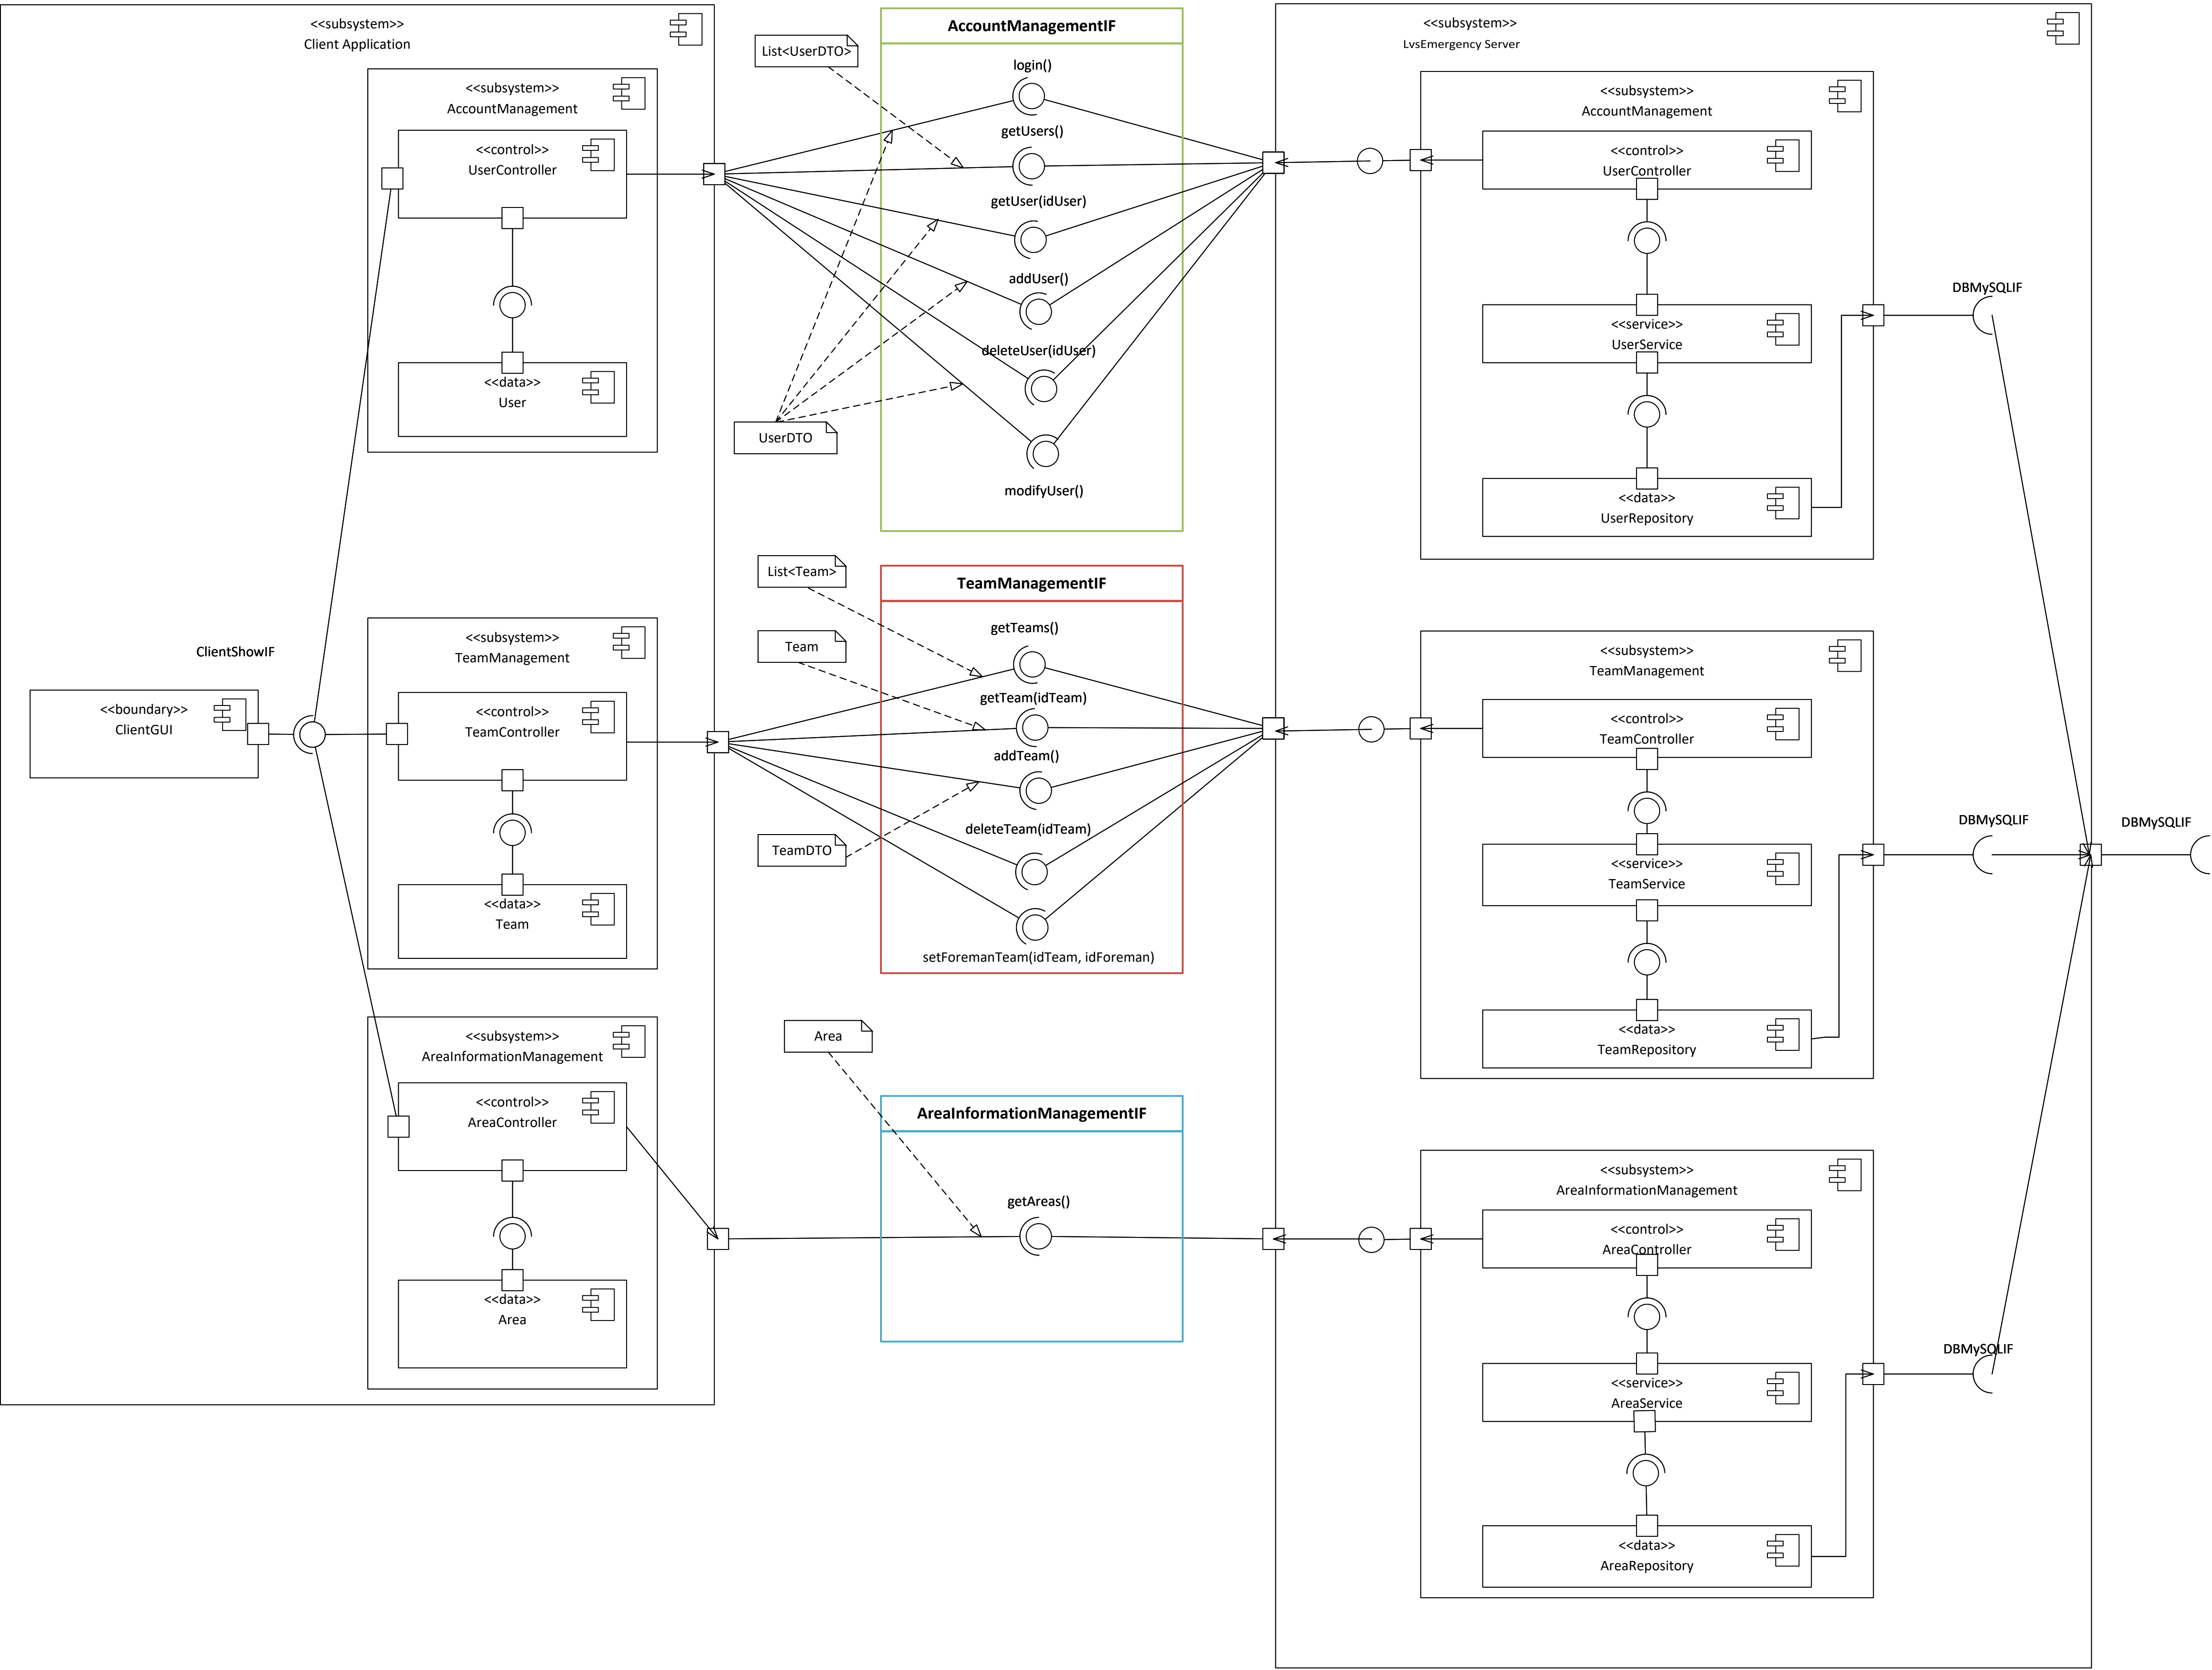 <<subsystem>>
Client Application
<<subsystem>>
AccountManagement
<<control>>
UserController
<<data>>
User
ClientShowIF
<<boundary>>
ClientGUI
<<subsystem>>
TeamManagement
<<control>>
TeamController
<<data>>
Team
<<subsystem>>
AreaInformationManagement
<<control>>
AreaController
<<data>>
Area
List<UserDTO>
UserDTO
AccountManagementIF
login()
getUsers()
getUser(idUser)
addUser()
deleteUser(idUser)
modifyUser()
List<Team>
Team
TeamDTO
TeamManagementIF
getTeams()
getTeam(idTeam)
addTeam()
deleteTeam(idTeam)
setForemanTeam(idTeam, idForeman)
Area
AreaInformationManagementIF
getAreas()
<<subsystem>>
LvsEmergency Server
<<subsystem>>
AccountManagement
<<control>>
UserController
<<service>>
UserService
<<data>>
UserRepository
DBMySQLIF
<<subsystem>>
TeamManagement
<<control>>
TeamController
<<service>>
TeamService
<<data>>
TeamRepository
DBMySQLIF
DBMySQLIF
<<subsystem>>
AreaInformationManagement
<<control>>
AreaController
<<service>>
AreaService
<<data>>
AreaRepository
DBMySQLIF